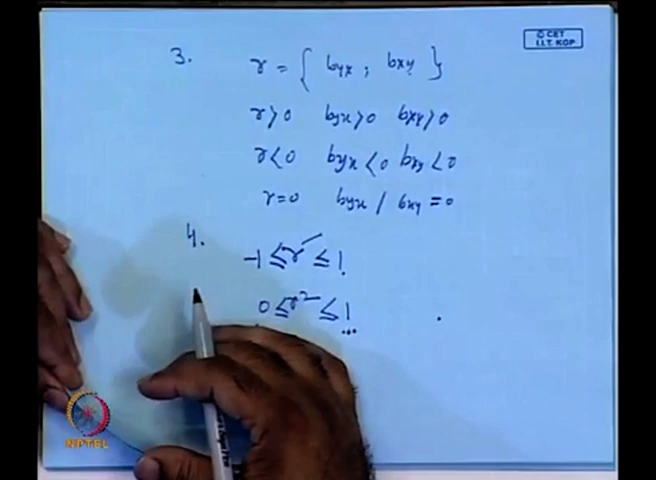 © CET
I.I.T. KGP
3. r = { byx ; bxy }
r > 0 byx > 0 bxy > 0
r < 0 byx < 0 bxy < 0
r = 0 byx / bxy = 0
4. -1 ≤ r ≤ 1
0 ≤ r² ≤ 1
NPTEL